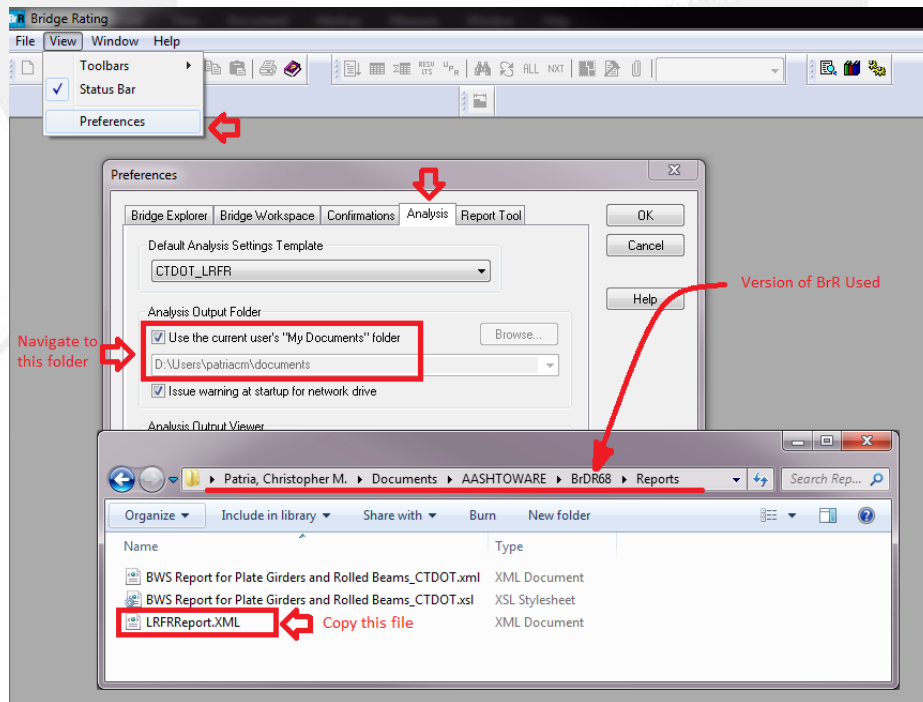 BrR Bridge Rating
File View Window Help
Toolbars
Status Bar
Preferences
RESU ITS UPR ALL NXT
Preferences
Bridge Explorer Bridge Workspace Confirmations Analysis Report Tool
OK
Default Analysis Settings Template
CTDOT_LRFR
Cancel
Help
Version of BrR Used
Analysis Output Folder
Navigate to
this folder
Use the current user's "My Documents" folder
Browse...
D:\Users\patriacm\documents
Issue warning at startup for network drive
Analysis Output Viewer
Patria, Christopher M. Documents AASHTOWARE BrDR68 Reports
Search Rep...
Organize Include in library Share with Burn New folder
Name Type
BWS Report for Plate Girders and Rolled Beams_CTDOT.xml XML Document
BWS Report for Plate Girders and Rolled Beams_CTDOT.xsl XSL Stylesheet
LRFRReport.XML Copy this file XML Document